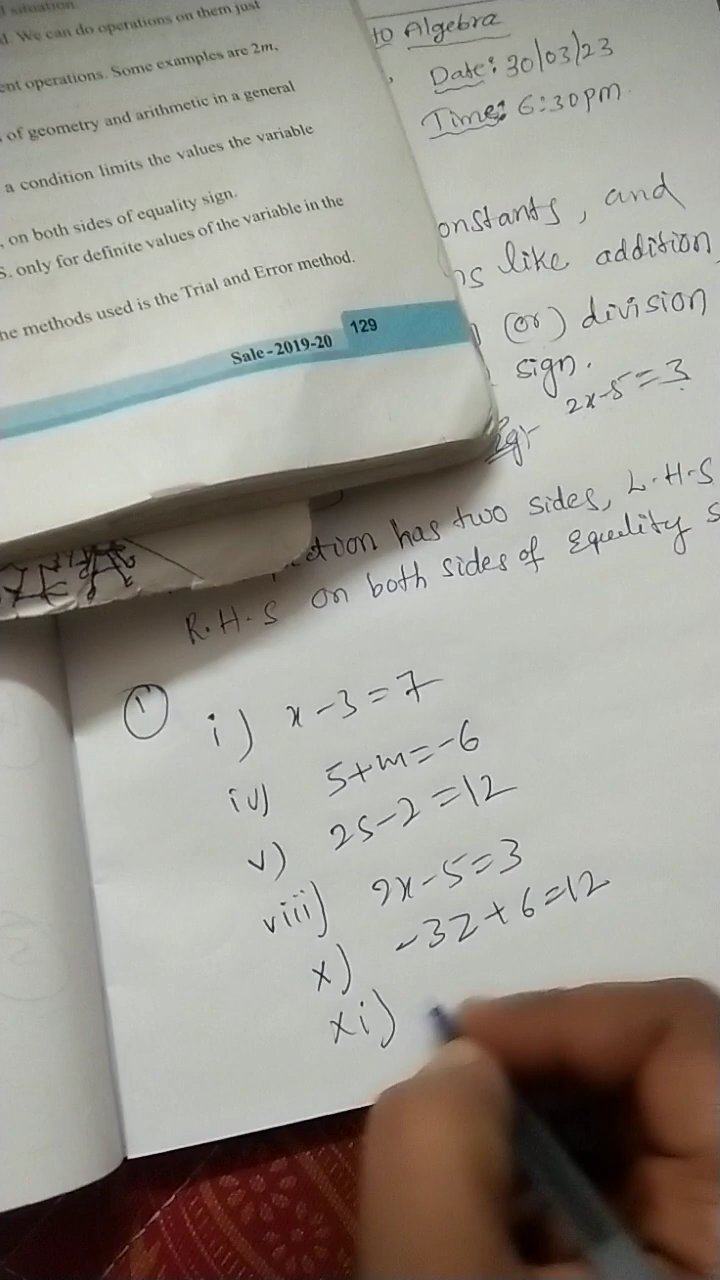 situation.
We can do operations on them just
ent operations. Some examples are 2m,
of geometry and arithmetic in a general
a condition limits the values the variable
, on both sides of equality sign.
S. only for definite values of the variable in the
he methods used is the Trial and Error method.
Sale-2019-20 129
to Algebra
Date: 30/03/23
Time: 6:30pm.
onstants, and
ns like addition,
(or) division
sign.
Eg:- 2x-5=3
ation has two sides, L.H.S
R.H.S on both sides of Equality s
① i) x-3=7
iv) 5+m=-6
v) 2s-2=12
viii) 2x-5=3
x) -3z+6=12
xi)